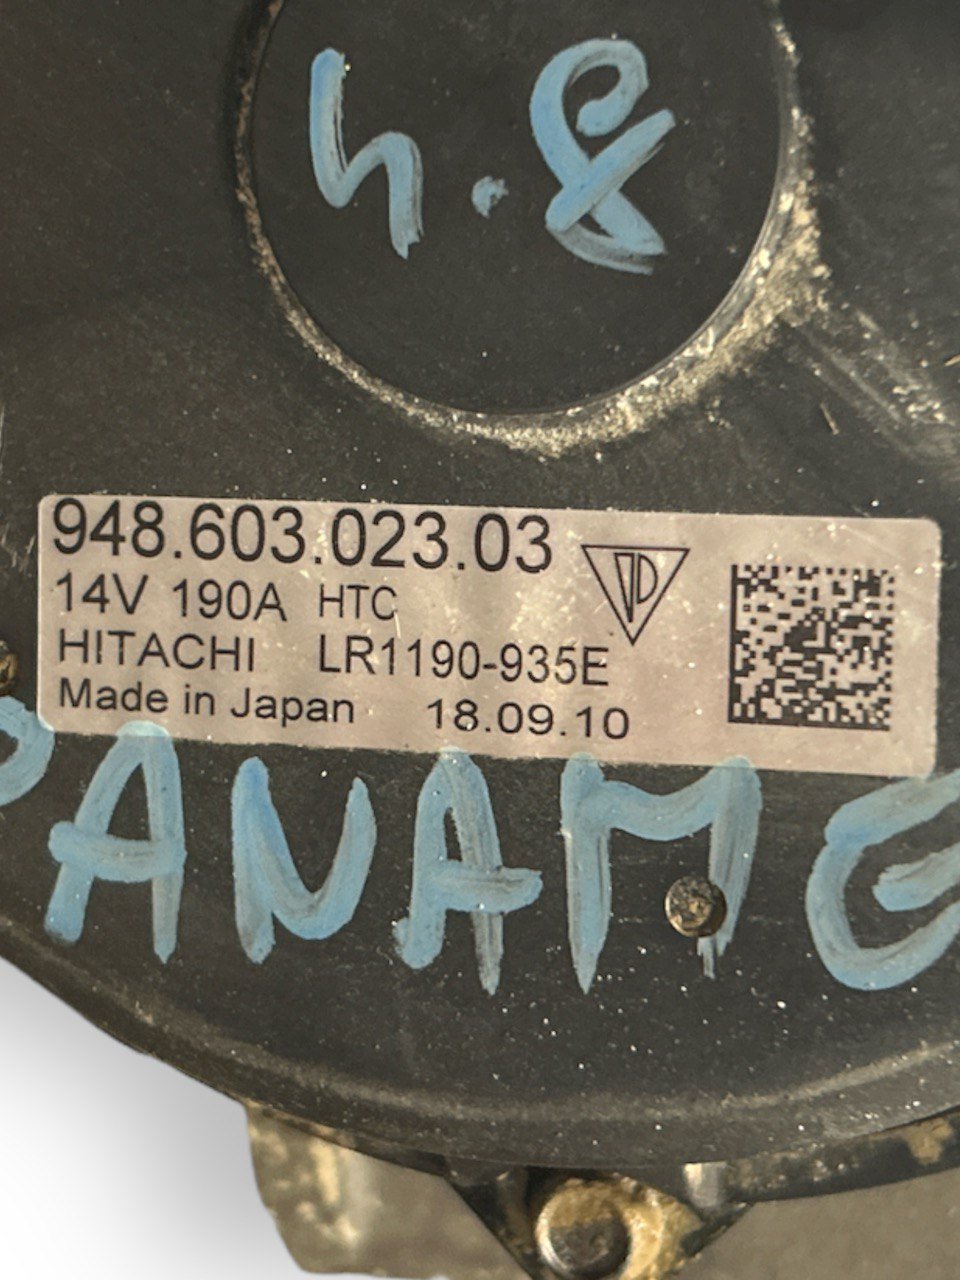 4.8
948.603.023.03
14V 190A HTC
HITACHI LR1190-935E
Made in Japan 18.09.10
PANAME